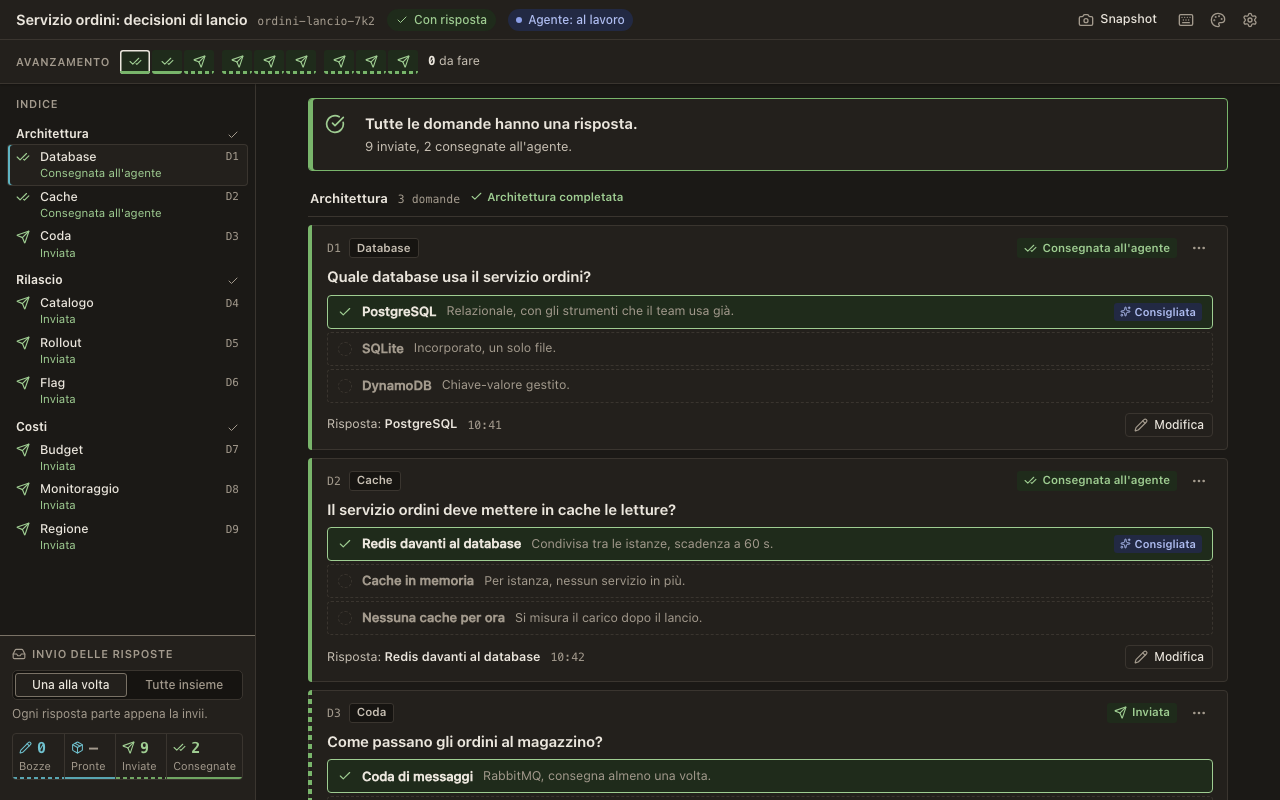 Servizio ordini: decisioni di lancio ordini-lancio-7k2 Con risposta Agente: al lavoro Snapshot
AVANZAMENTO 0 da fare
INDICE
Architettura
Database D1
Consegnata all'agente
Cache D2
Consegnata all'agente
Coda D3
Inviata
Rilascio
Catalogo D4
Inviata
Rollout D5
Inviata
Flag D6
Inviata
Costi
Budget D7
Inviata
Monitoraggio D8
Inviata
Regione D9
Inviata
INVIO DELLE RISPOSTE
Una alla volta Tutte insieme
Ogni risposta parte appena la invii.
0 — 9 2
Bozze Pronte Inviate Consegnate
Tutte le domande hanno una risposta.
9 inviate, 2 consegnate all'agente.
Architettura 3 domande Architettura completata
D1 Database Consegnata all'agente
Quale database usa il servizio ordini?
PostgreSQL Relazionale, con gli strumenti che il team usa già. Consigliata
SQLite Incorporato, un solo file.
DynamoDB Chiave-valore gestito.
Risposta: PostgreSQL 10:41 Modifica
D2 Cache Consegnata all'agente
Il servizio ordini deve mettere in cache le letture?
Redis davanti al database Condivisa tra le istanze, scadenza a 60 s. Consigliata
Cache in memoria Per istanza, nessun servizio in più.
Nessuna cache per ora Si misura il carico dopo il lancio.
Risposta: Redis davanti al database 10:42 Modifica
D3 Coda Inviata
Come passano gli ordini al magazzino?
Coda di messaggi RabbitMQ, consegna almeno una volta.